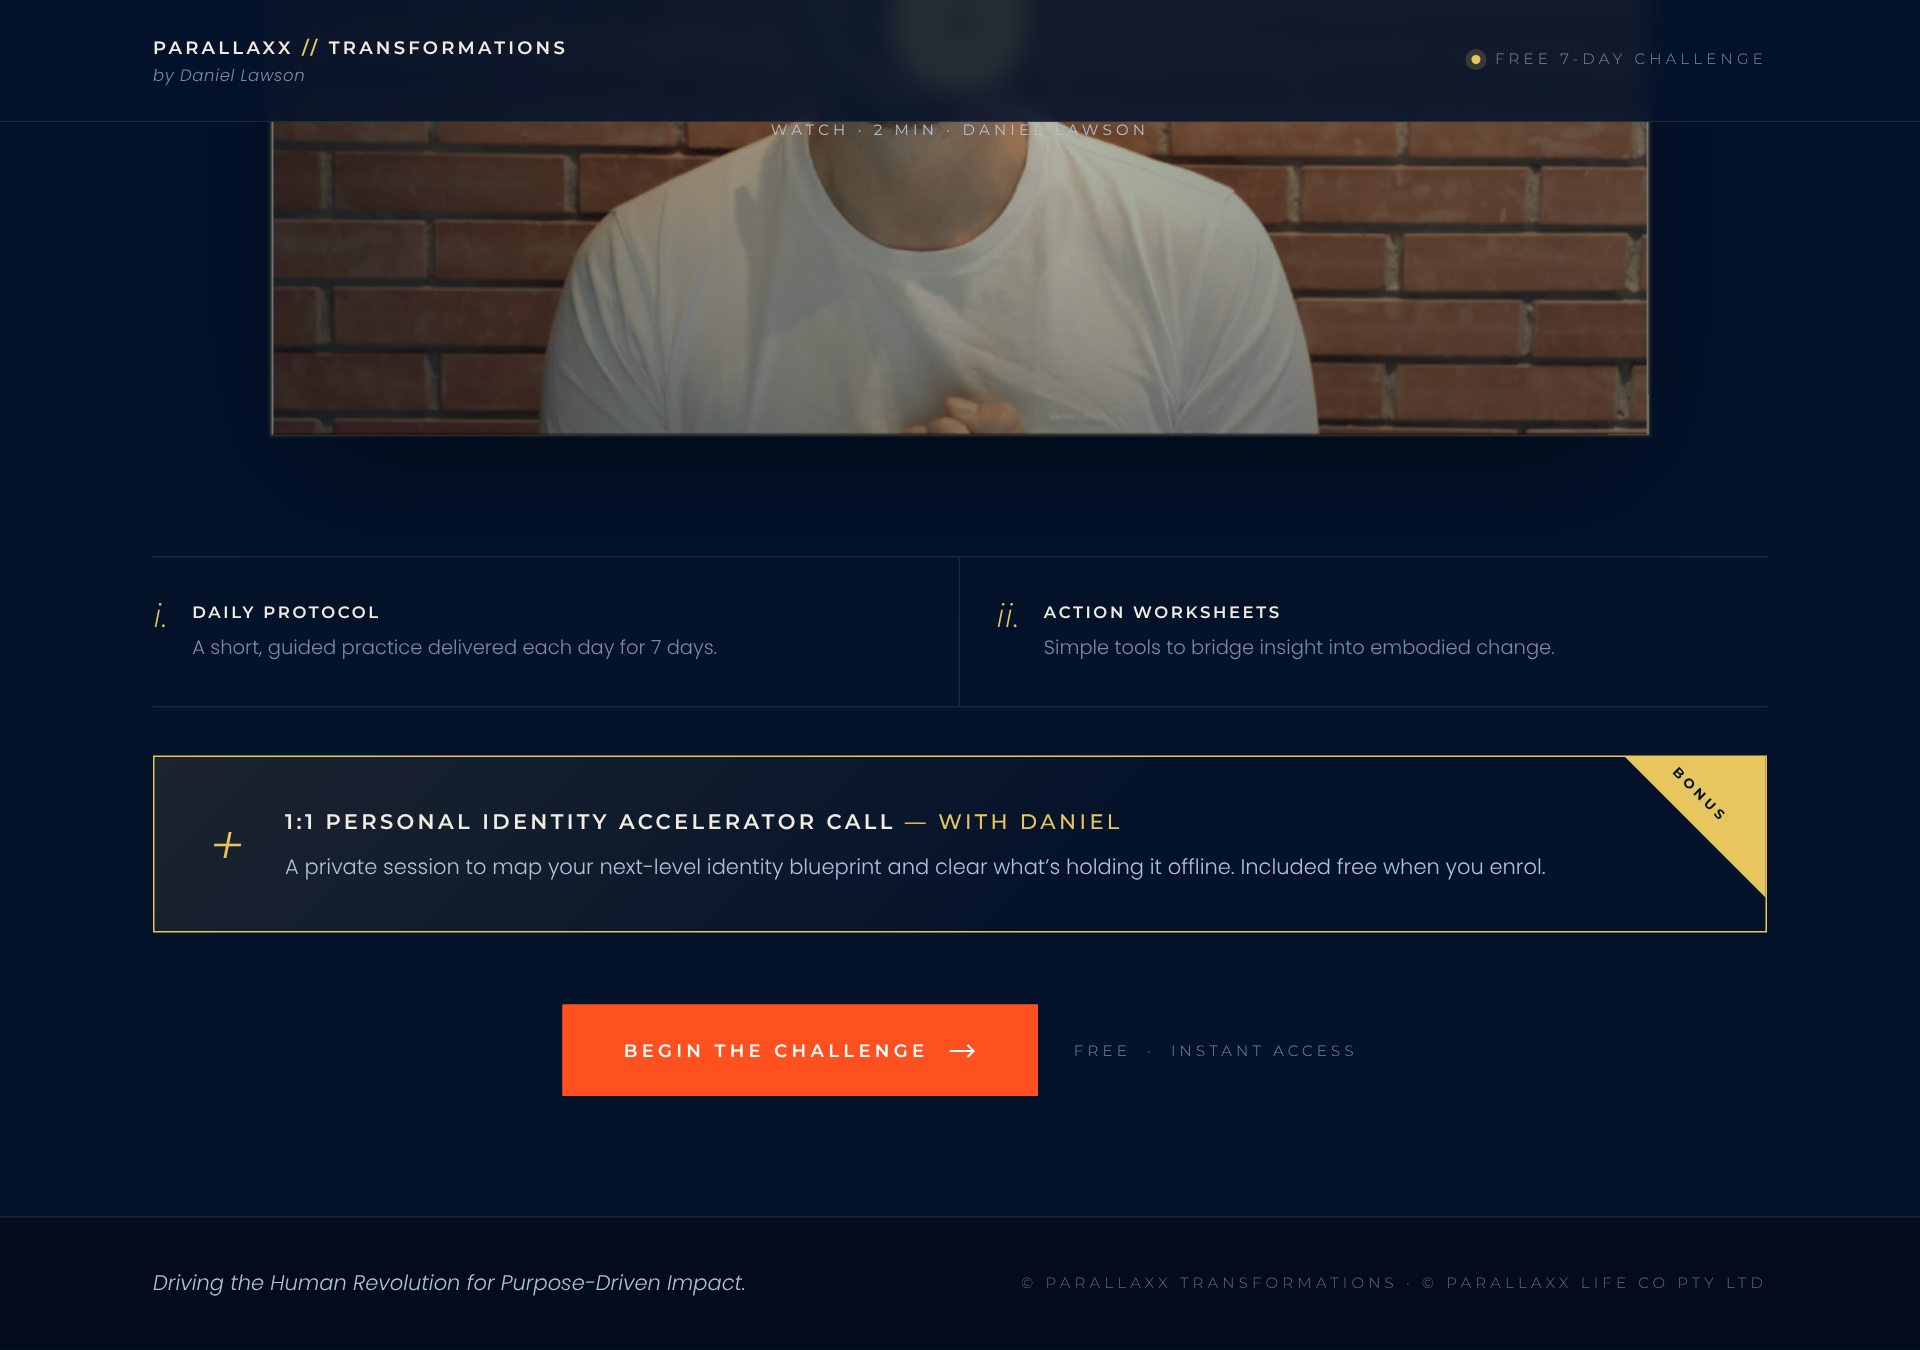 PARALLAXX // TRANSFORMATIONS
by Daniel Lawson
FREE 7-DAY CHALLENGE
WATCH · 2 MIN · DANIEL LAWSON
i. DAILY PROTOCOL
A short, guided practice delivered each day for 7 days.
ii. ACTION WORKSHEETS
Simple tools to bridge insight into embodied change.
BONUS
+ 1:1 PERSONAL IDENTITY ACCELERATOR CALL — WITH DANIEL
A private session to map your next-level identity blueprint and clear what’s holding it offline. Included free when you enrol.
BEGIN THE CHALLENGE →
FREE · INSTANT ACCESS
Driving the Human Revolution for Purpose-Driven Impact.
© PARALLAXX TRANSFORMATIONS · © PARALLAXX LIFE CO PTY LTD